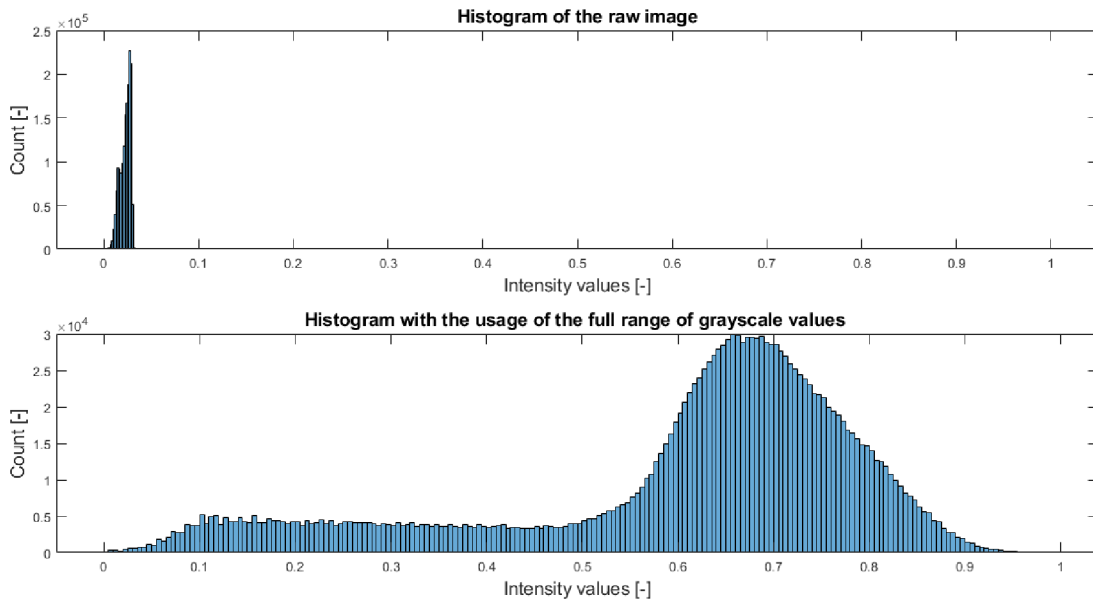 Histogram of the raw image
×10^5
2.5
2
1.5
1
0.5
0
Count [-]
0 0.1 0.2 0.3 0.4 0.5 0.6 0.7 0.8 0.9 1
Intensity values [-]
Histogram with the usage of the full range of grayscale values
×10^4
3
2.5
2
1.5
1
0.5
0
Count [-]
0 0.1 0.2 0.3 0.4 0.5 0.6 0.7 0.8 0.9 1
Intensity values [-]